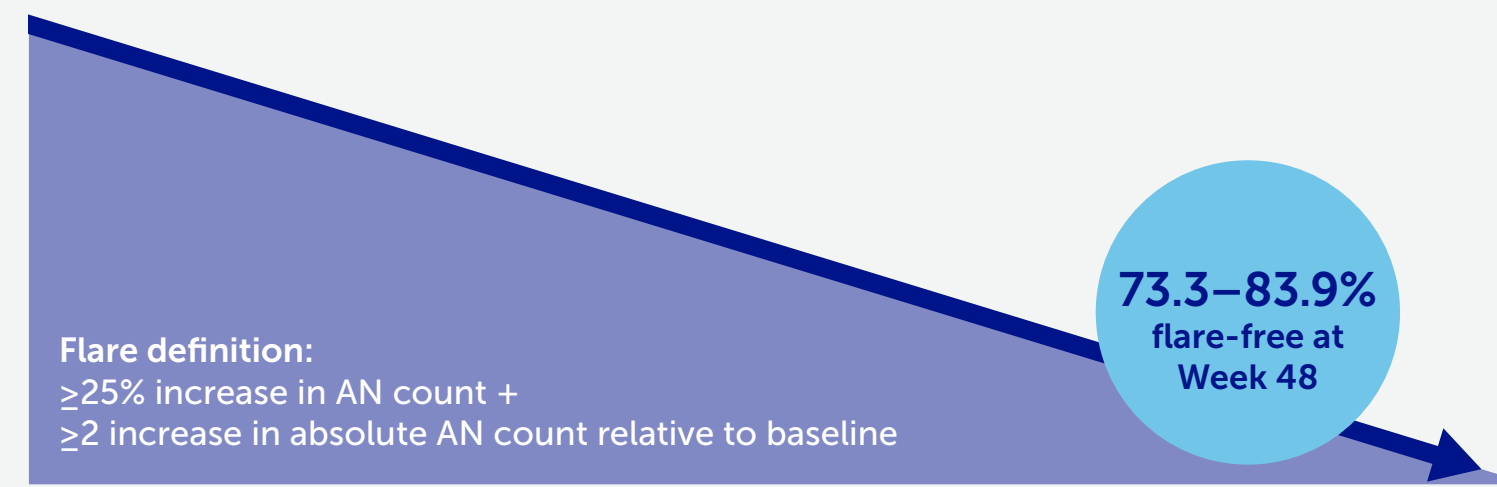 73.3–83.9%
flare-free at
Week 48
Flare definition:
≥25% increase in AN count +
≥2 increase in absolute AN count relative to baseline